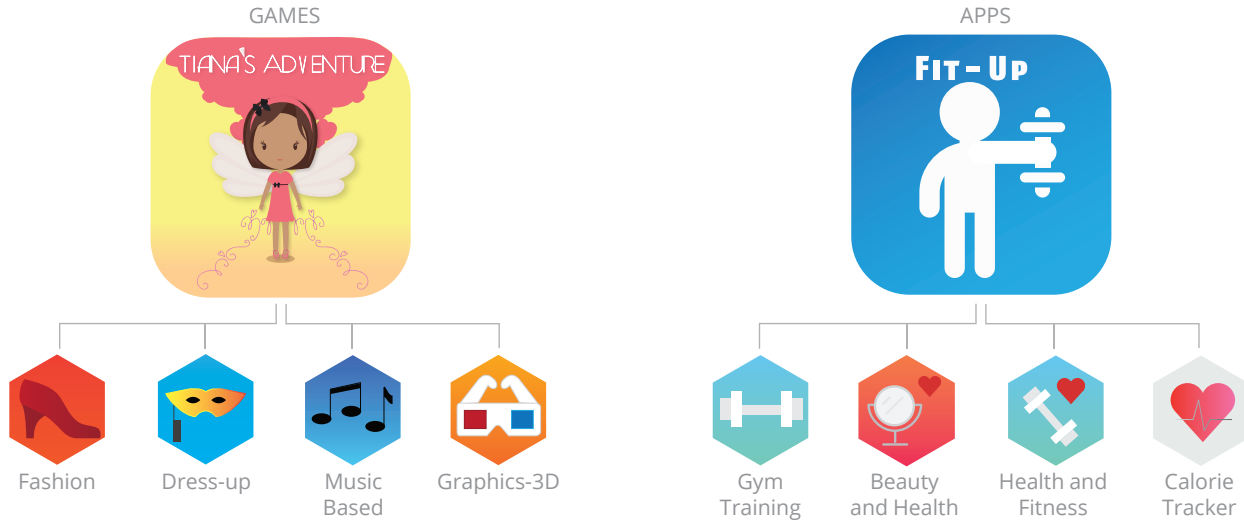 GAMES
TIANA'S ADVENTURE
Fashion
Dress-up
Music
Based
Graphics-3D
APPS
FIT-UP
Gym
Training
Beauty
and Health
Health and
Fitness
Calorie
Tracker